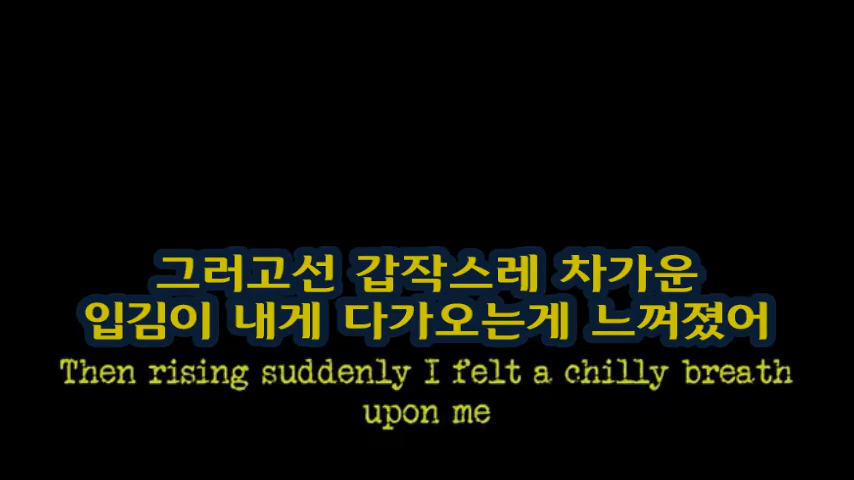 그러고선 갑작스레 차가운
입김이 내게 다가오는게 느껴졌어
Then rising suddenly I felt a chilly breath
upon me